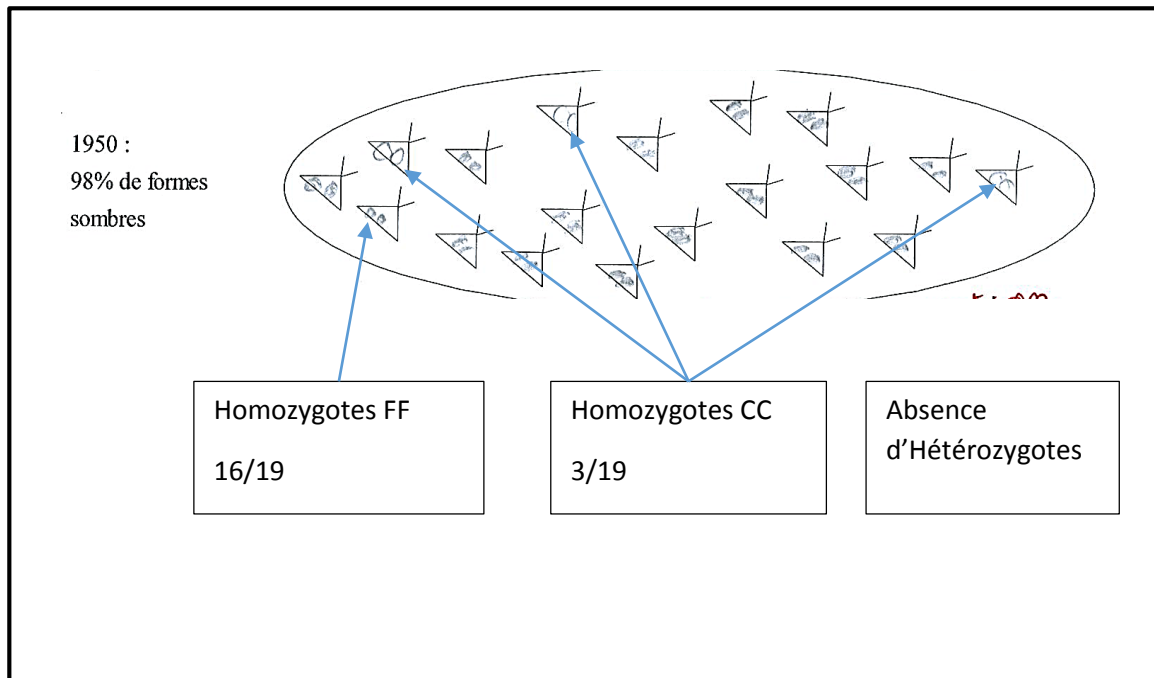 1950 :
98% de formes
sombres
Homozygotes FF
16/19
Homozygotes CC
3/19
Absence
d’Hétérozygotes